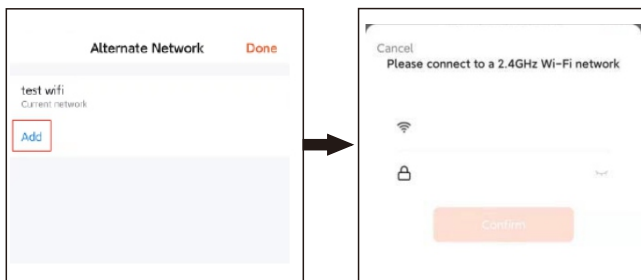 Alternate Network Done
test wifi
Current network
Add
Cancel
Please connect to a 2.4GHz Wi-Fi network
Confirm